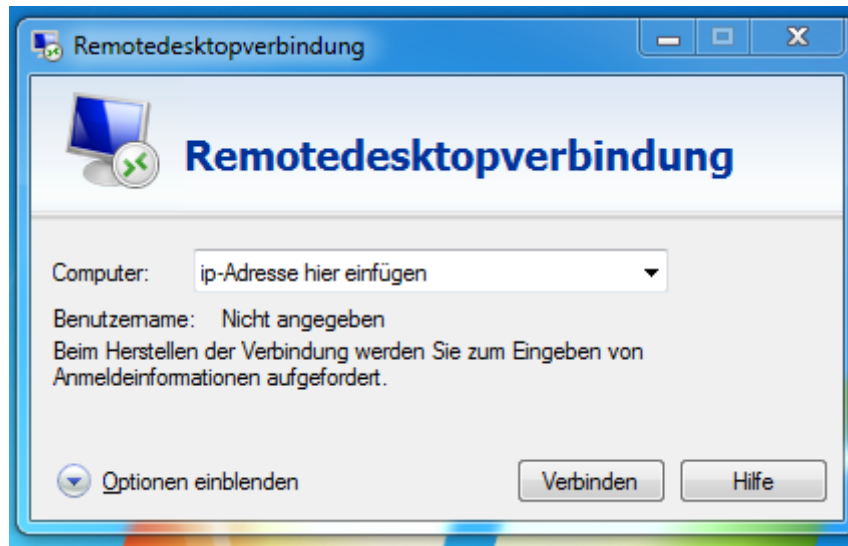 Remotedesktopverbindung
Remotedesktopverbindung
Computer: ip-Adresse hier einfügen
Benutzername: Nicht angegeben
Beim Herstellen der Verbindung werden Sie zum Eingeben von
Anmeldeinformationen aufgefordert.
Optionen einblenden Verbinden Hilfe